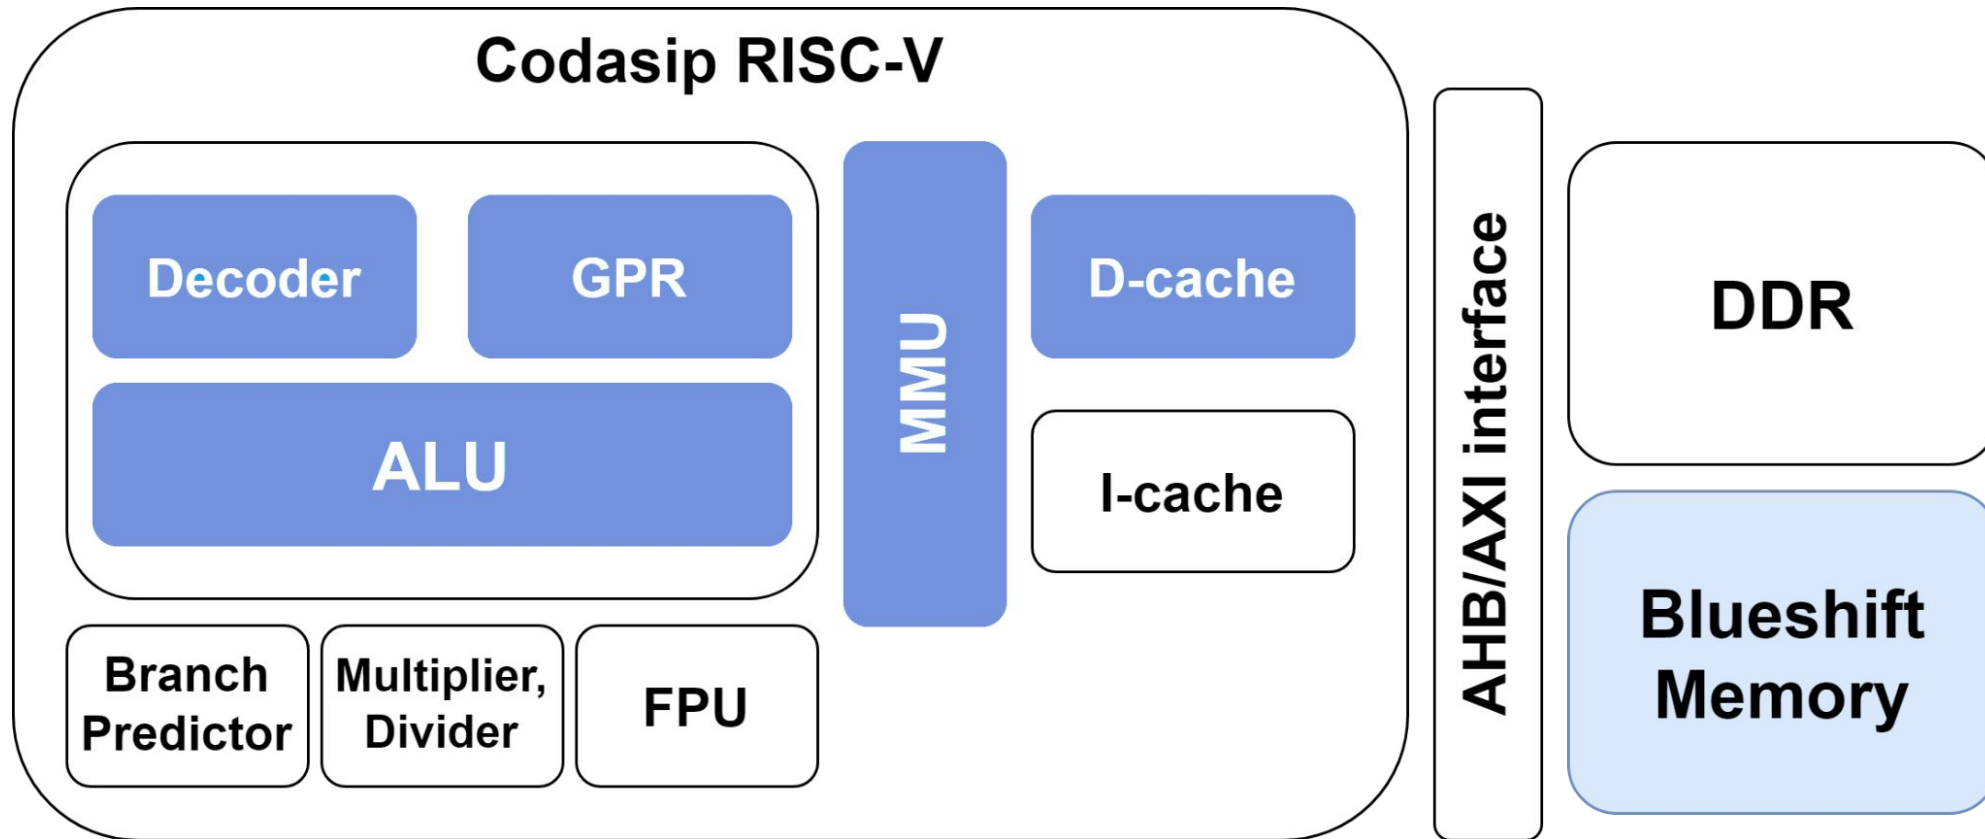 Codasip RISC-V
Decoder
GPR
ALU
MMU
D-cache
I-cache
Branch
Predictor
Multiplier,
Divider
FPU
AHB/AXI interface
DDR
Blueshift
Memory